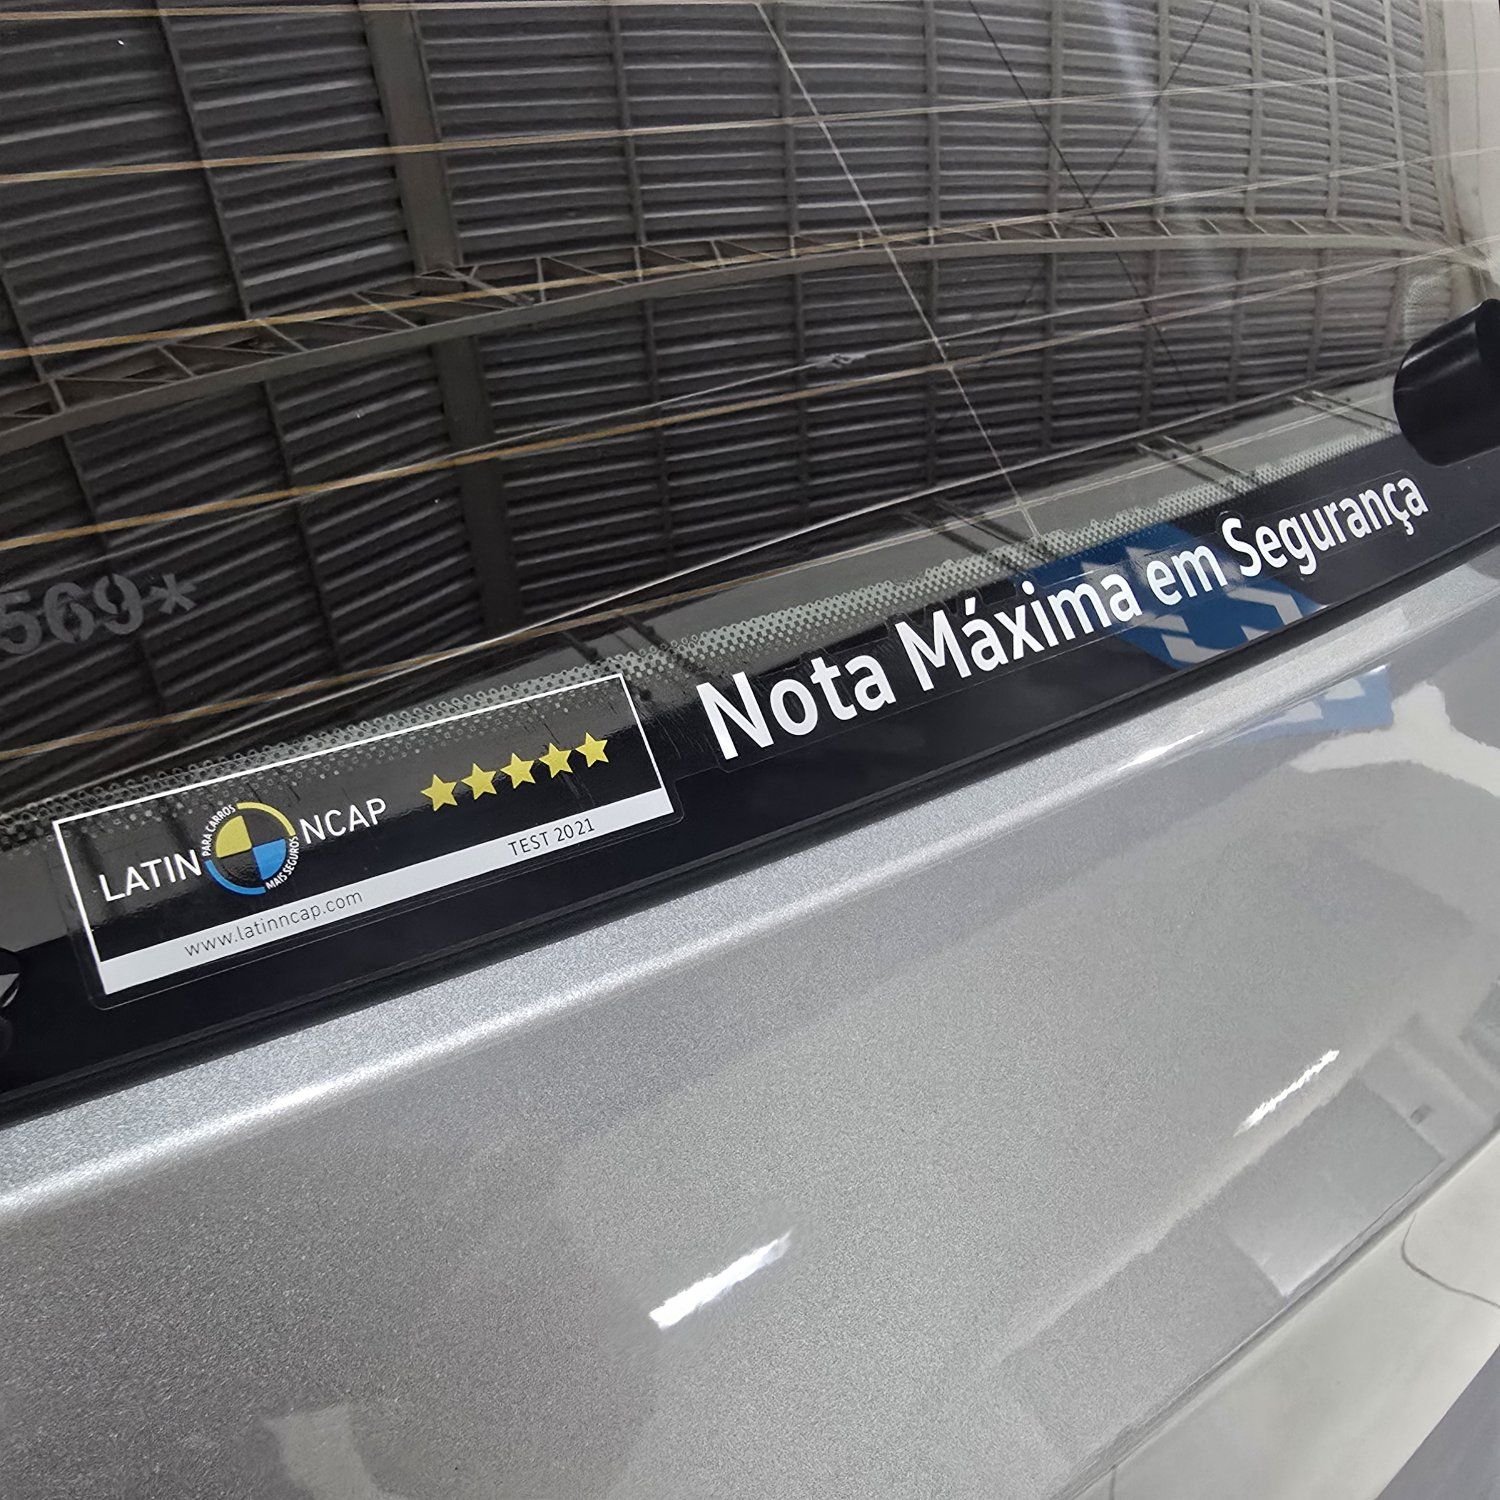 569*
LATIN NCAP
PARA CARROS
MAIS SEGUROS
TEST 2021
www.latinncap.com
Nota Máxima em Segurança